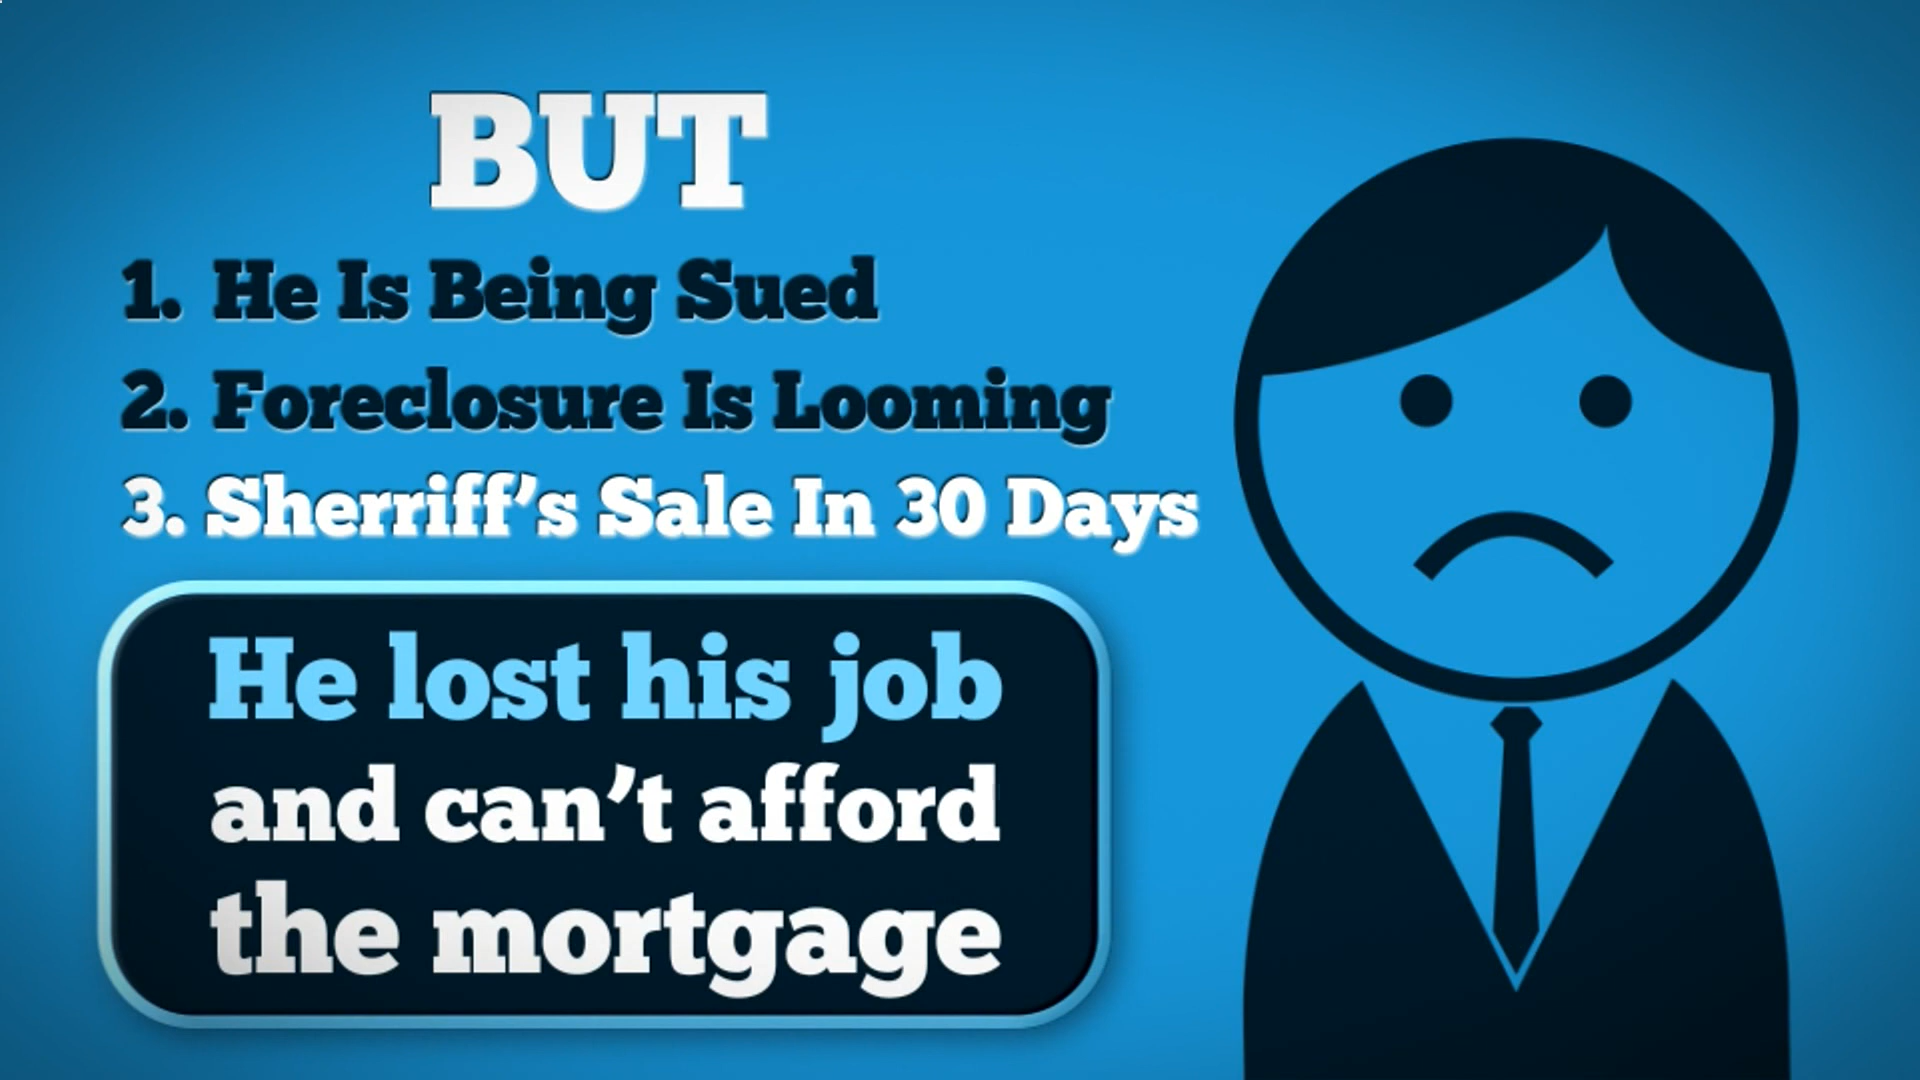 BUT
1. He Is Being Sued
2. Foreclosure Is Looming
3. Sherriff’s Sale In 30 Days
He lost his job
and can’t afford
the mortgage